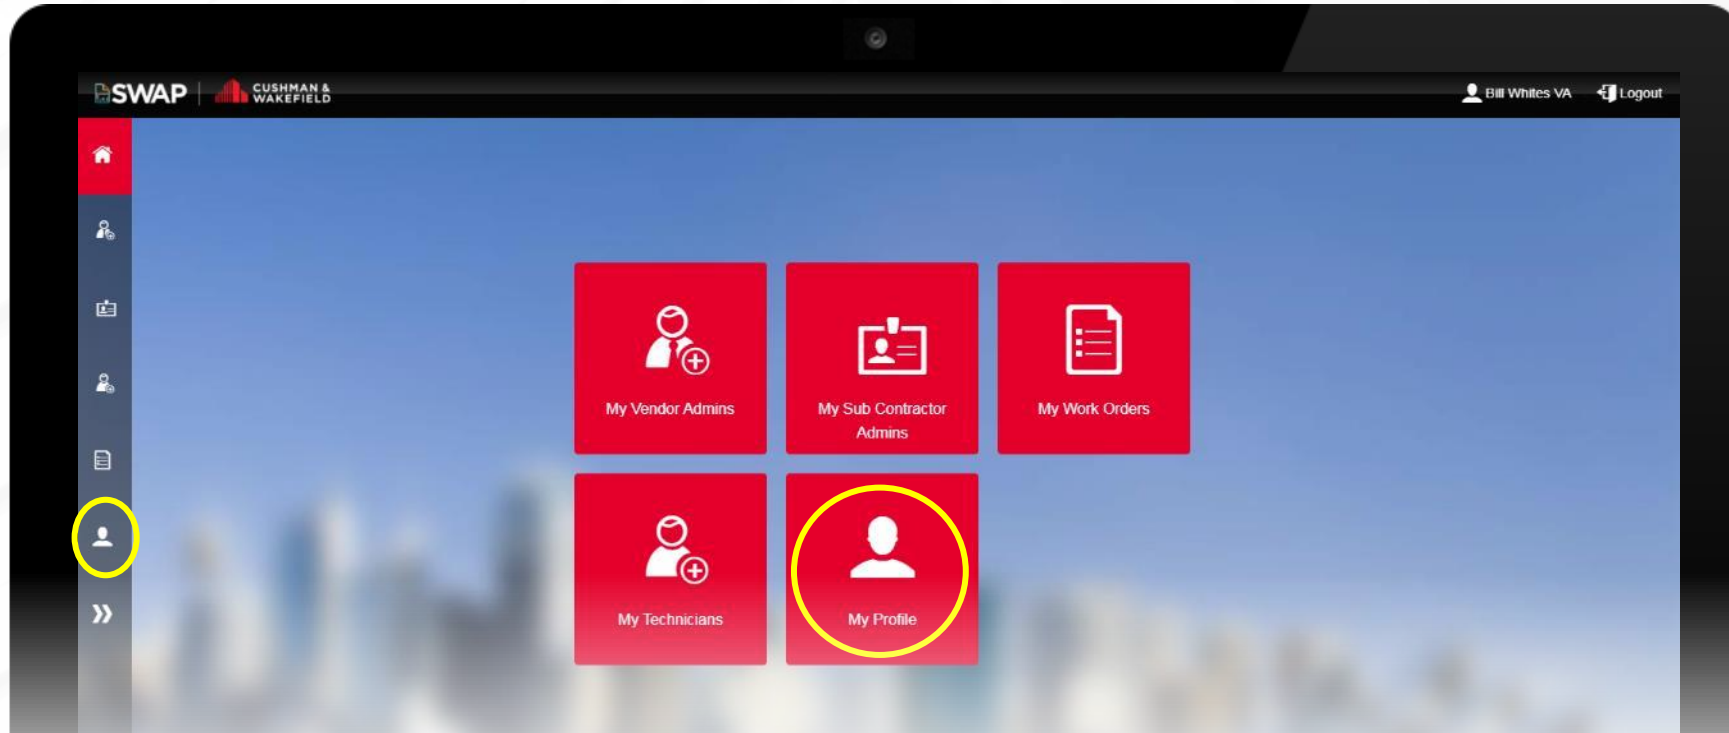 SWAP
CUSHMAN &
WAKEFIELD
Bill Whites VA
Logout
My Vendor Admins
My Sub Contractor
Admins
My Work Orders
My Technicians
My Profile